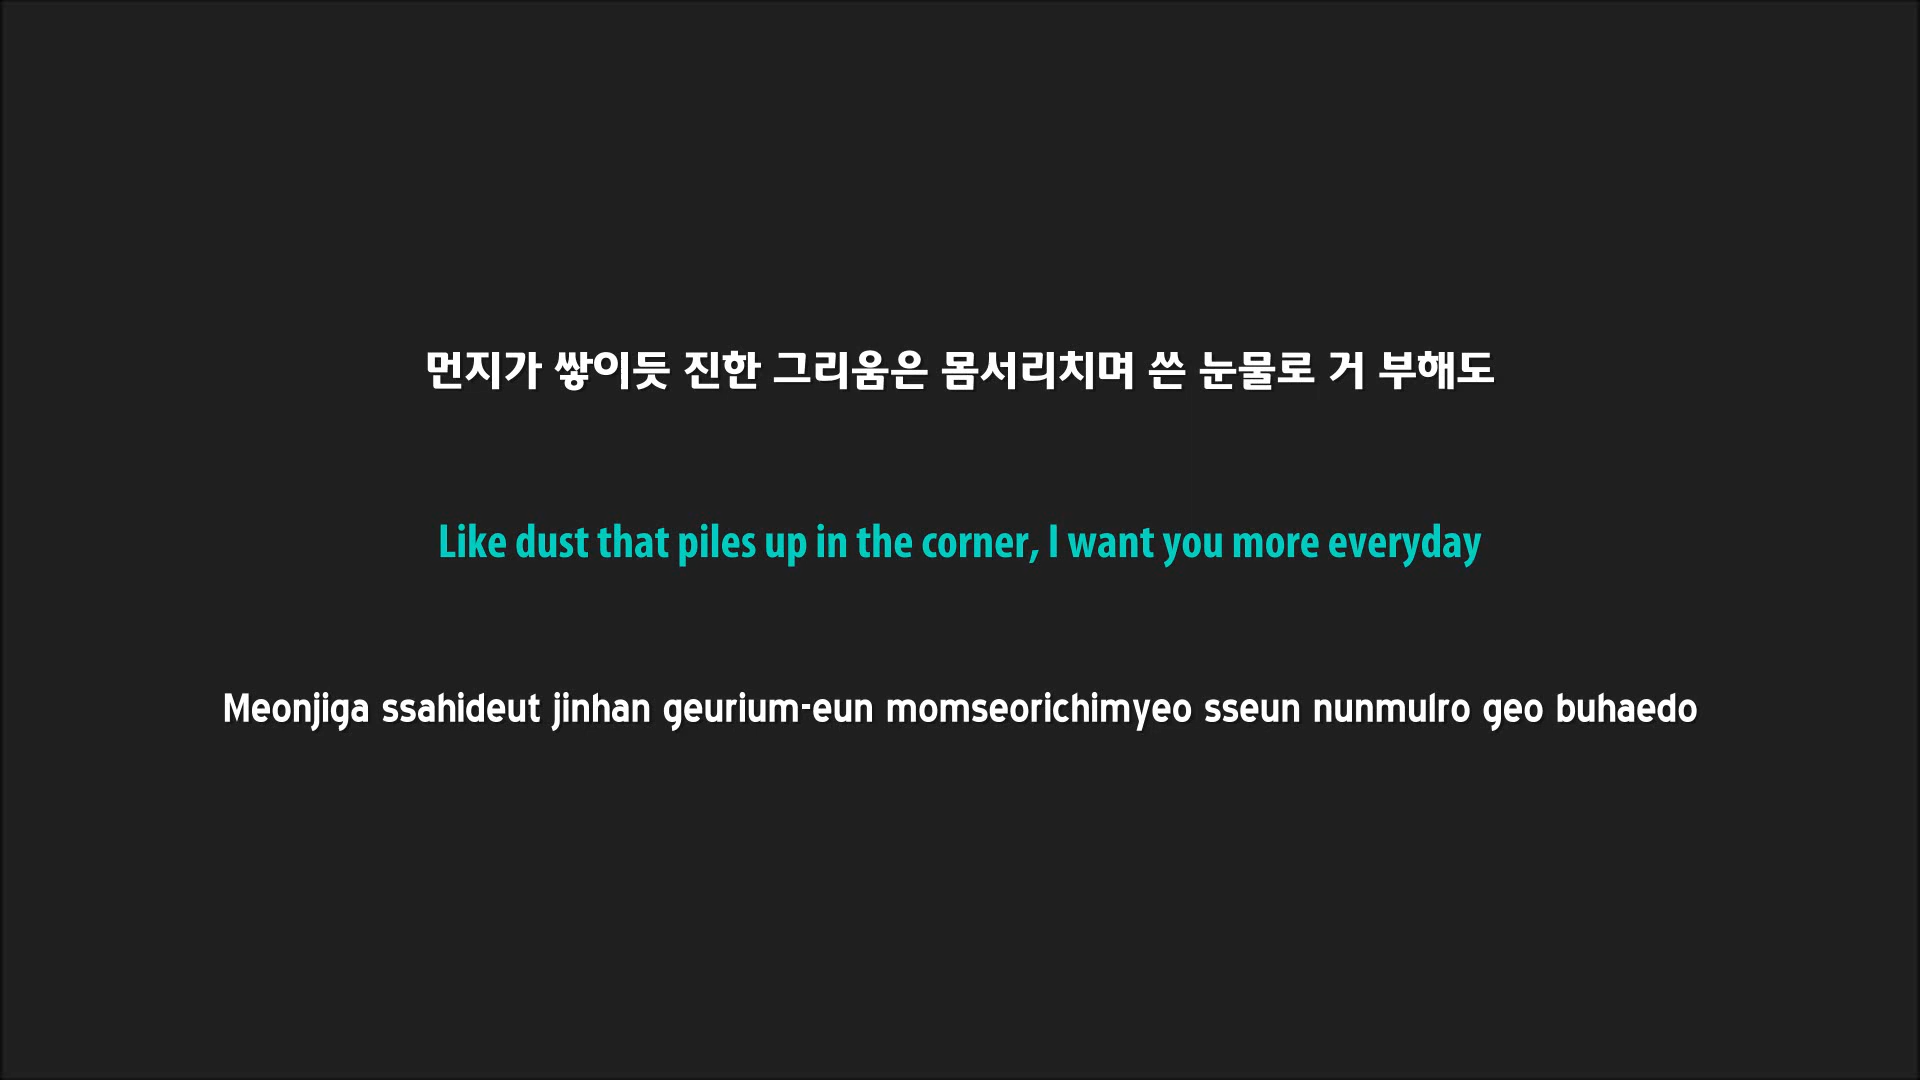 먼지가 쌓이듯 진한 그리움은 몸서리치며 쓴 눈물로 거 부해도
Like dust that piles up in the corner, I want you more everyday
Meonjiga ssahideut jinhan geurium-eun momseorichimyeo sseun nunmulro geo buhaedo